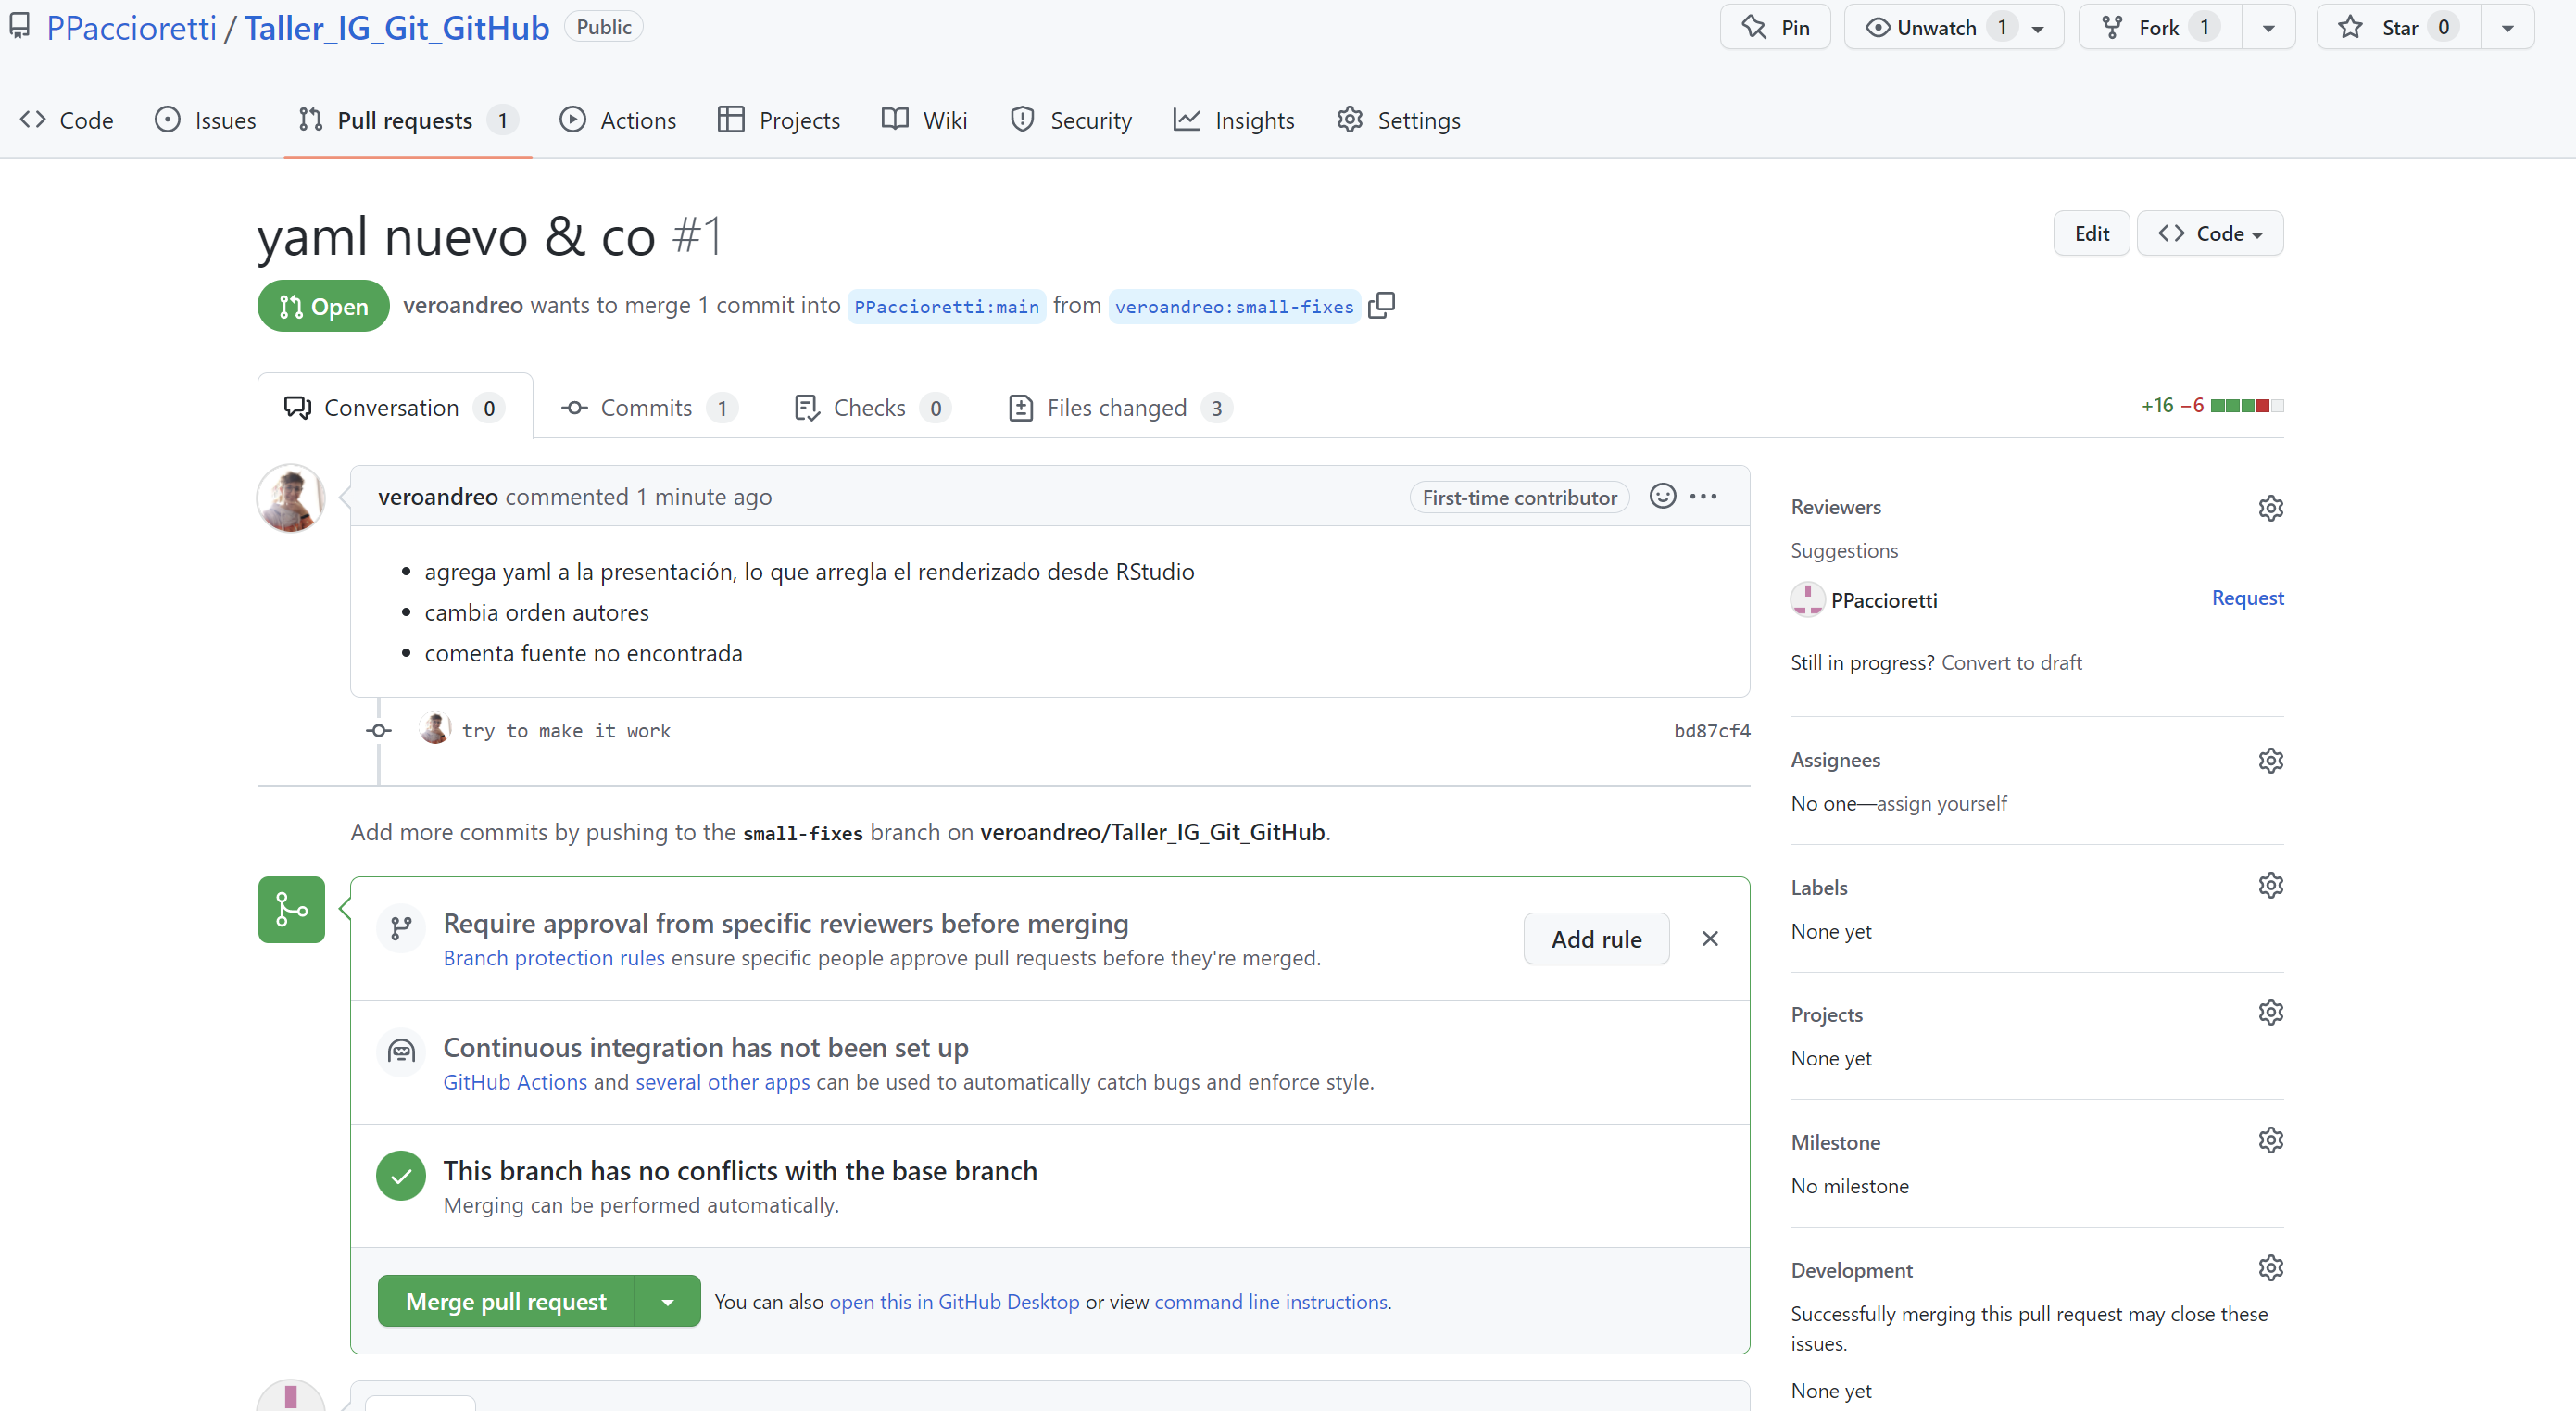 PPaccioretti / Taller_IG_Git_GitHub Public Pin Unwatch 1 Fork 1 Star 0
Code Issues Pull requests 1 Actions Projects Wiki Security Insights Settings
yaml nuevo & co #1
Edit Code
Open veroandreo wants to merge 1 commit into PPaccioretti:main from veroandreo:small-fixes
Conversation 0 Commits 1 Checks 0 Files changed 3 +16 −6
veroandreo commented 1 minute ago First-time contributor
• agrega yaml a la presentación, lo que arregla el renderizado desde RStudio
• cambia orden autores
• comenta fuente no encontrada
try to make it work bd87cf4
Add more commits by pushing to the small-fixes branch on veroandreo/Taller_IG_Git_GitHub.
Require approval from specific reviewers before merging
Branch protection rules ensure specific people approve pull requests before they're merged.
Add rule
Continuous integration has not been set up
GitHub Actions and several other apps can be used to automatically catch bugs and enforce style.
This branch has no conflicts with the base branch
Merging can be performed automatically.
Merge pull request You can also open this in GitHub Desktop or view command line instructions.
Reviewers
Suggestions
PPaccioretti Request
Still in progress? Convert to draft
Assignees
No one—assign yourself
Labels
None yet
Projects
None yet
Milestone
No milestone
Development
Successfully merging this pull request may close these
issues.
None yet